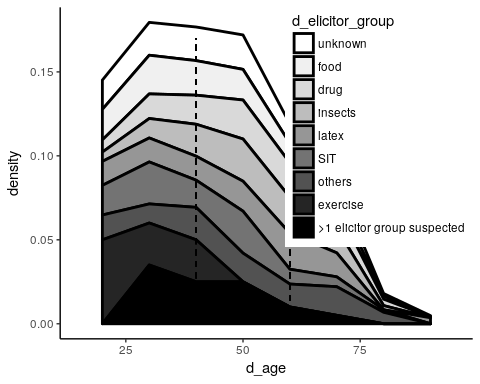 d_elicitor_group
unknown
food
drug
insects
latex
SIT
others
exercise
>1 elicitor group suspected
density
0.15
0.10
0.05
0.00
25
50
75
d_age